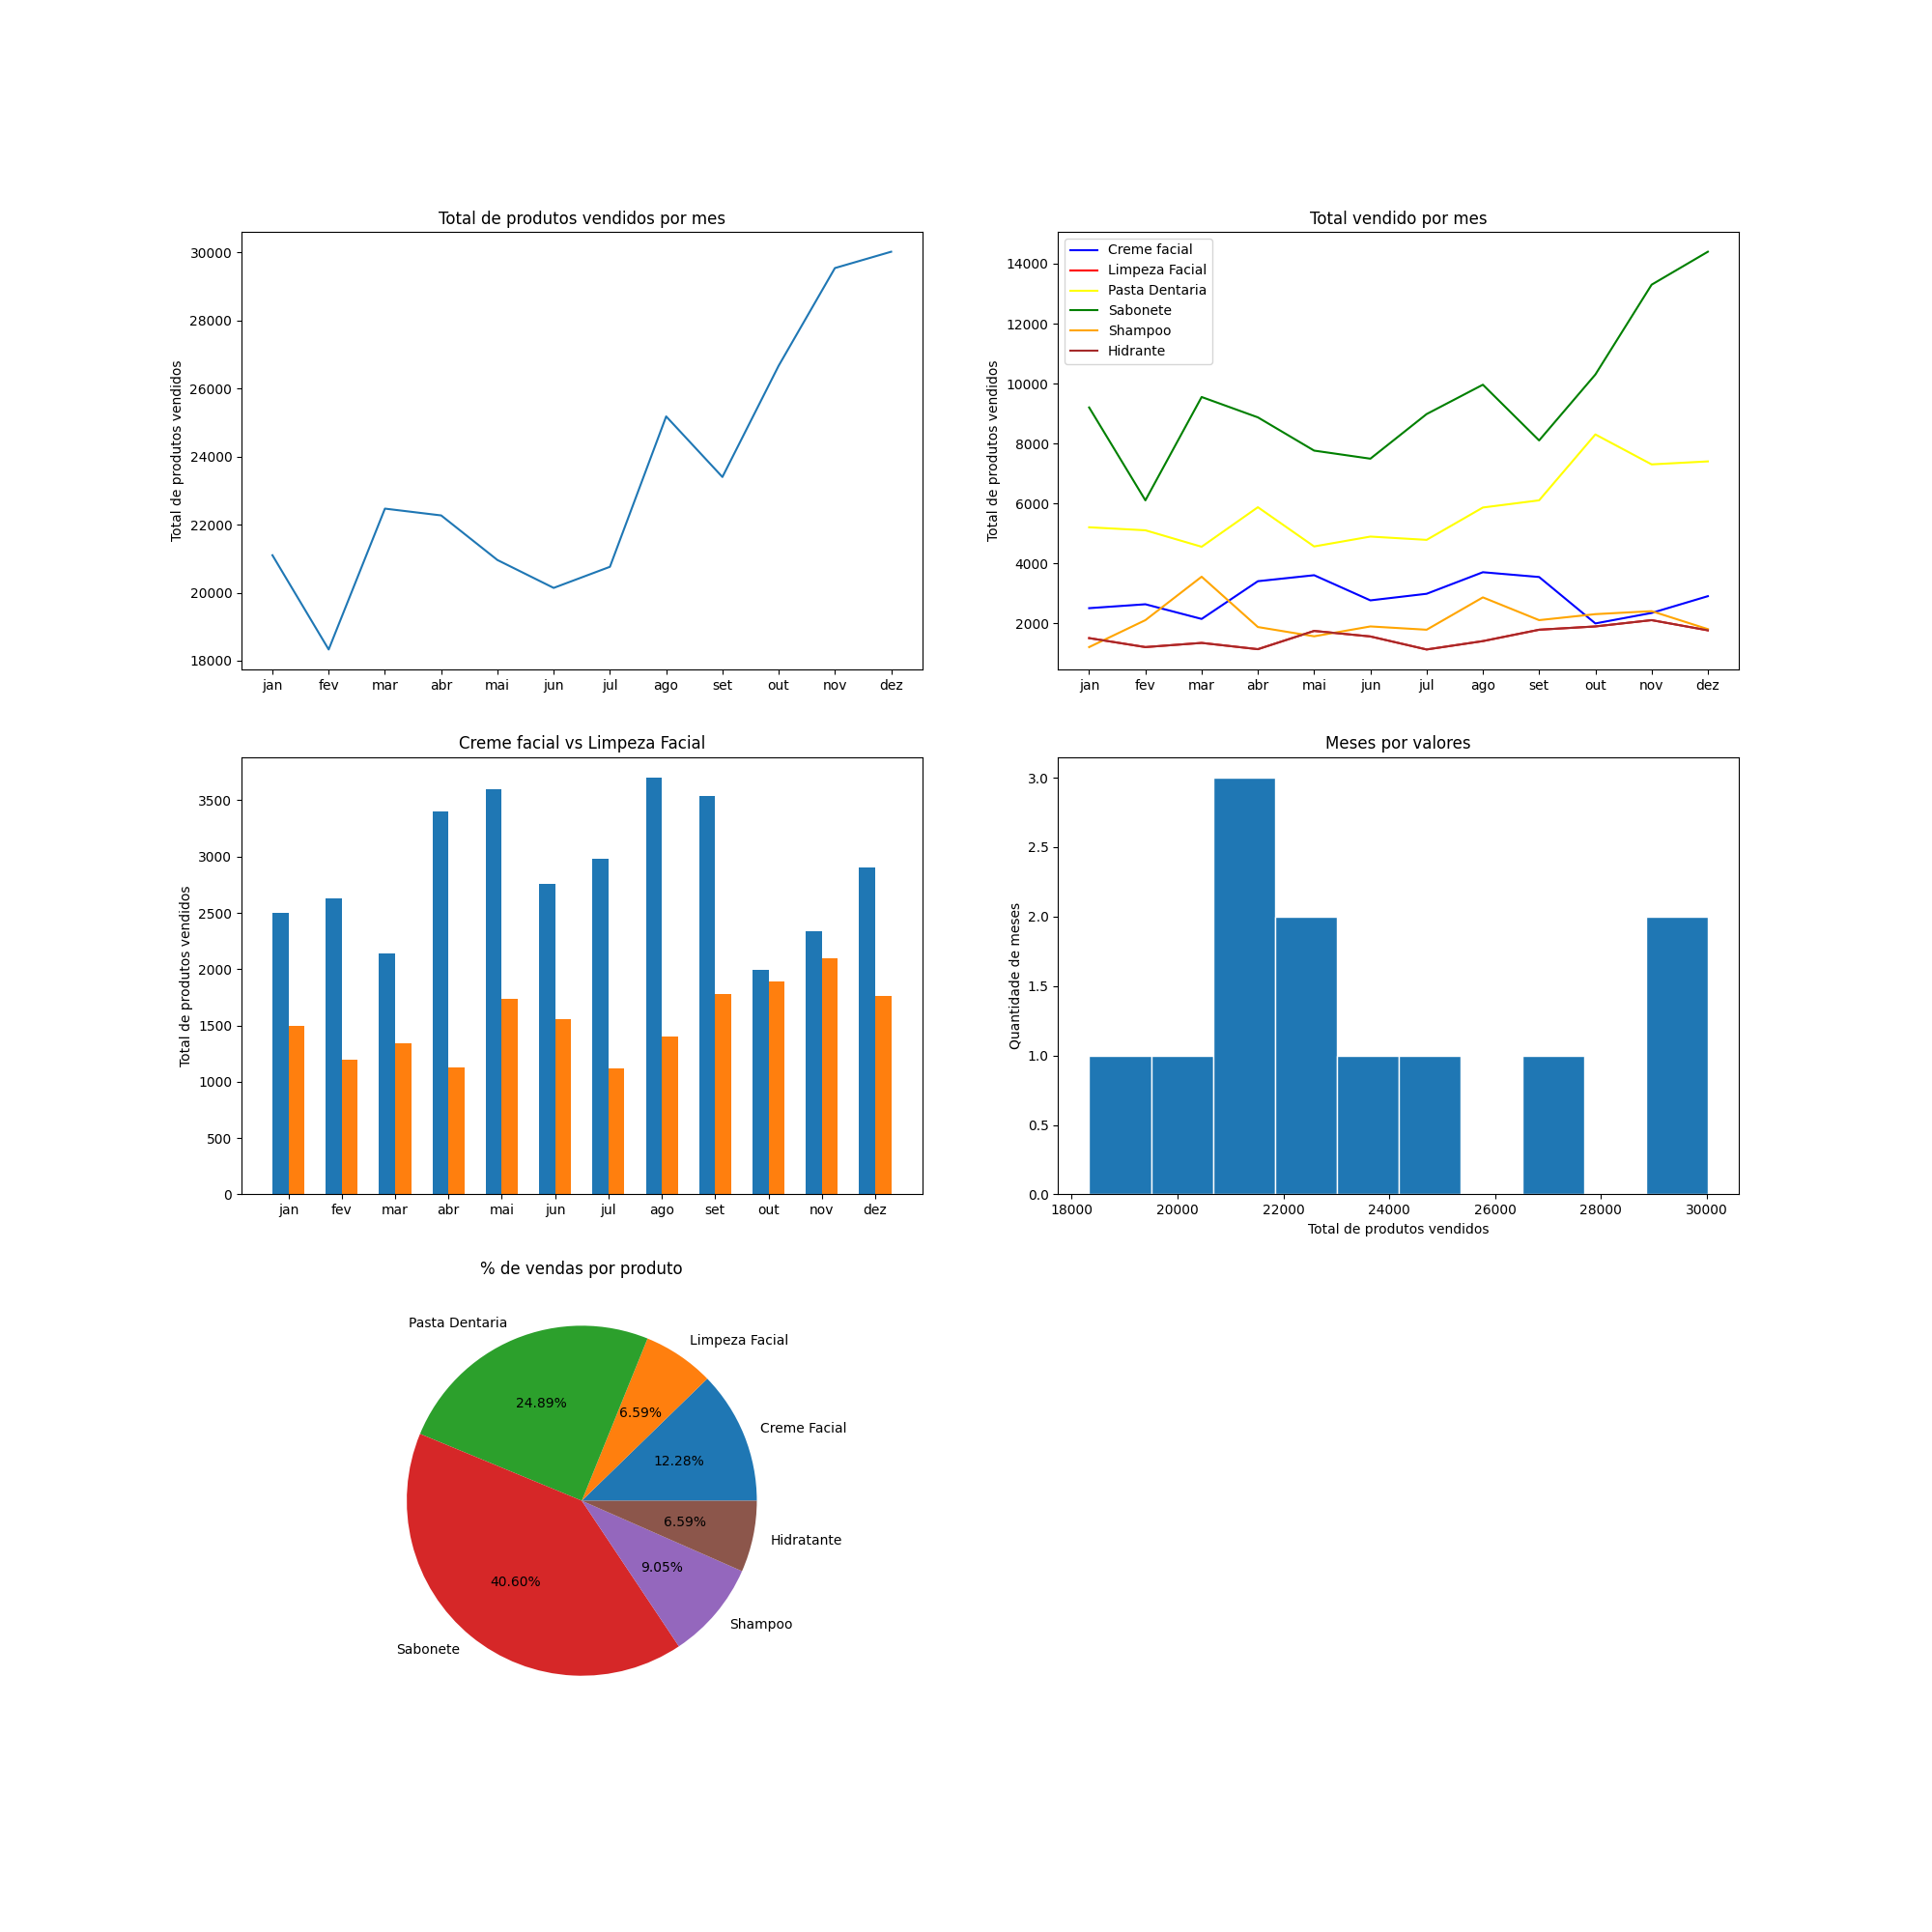 Total de produtos vendidos por mes
Total de produtos vendidos
30000
28000
26000
24000
22000
20000
18000
jan fev mar abr mai jun jul ago set out nov dez
Total vendido por mes
Total de produtos vendidos
14000
12000
10000
8000
6000
4000
2000
Creme facial
Limpeza Facial
Pasta Dentaria
Sabonete
Shampoo
Hidrante
jan fev mar abr mai jun jul ago set out nov dez
Creme facial vs Limpeza Facial
Total de produtos vendidos
3500
3000
2500
2000
1500
1000
500
0
jan fev mar abr mai jun jul ago set out nov dez
Meses por valores
Quantidade de meses
3.0
2.5
2.0
1.5
1.0
0.5
0.0
18000 20000 22000 24000 26000 28000 30000
Total de produtos vendidos
% de vendas por produto
Pasta Dentaria
Limpeza Facial
24.89%
6.59%
Creme Facial
12.28%
6.59%
Hidratante
9.05%
40.60%
Shampoo
Sabonete